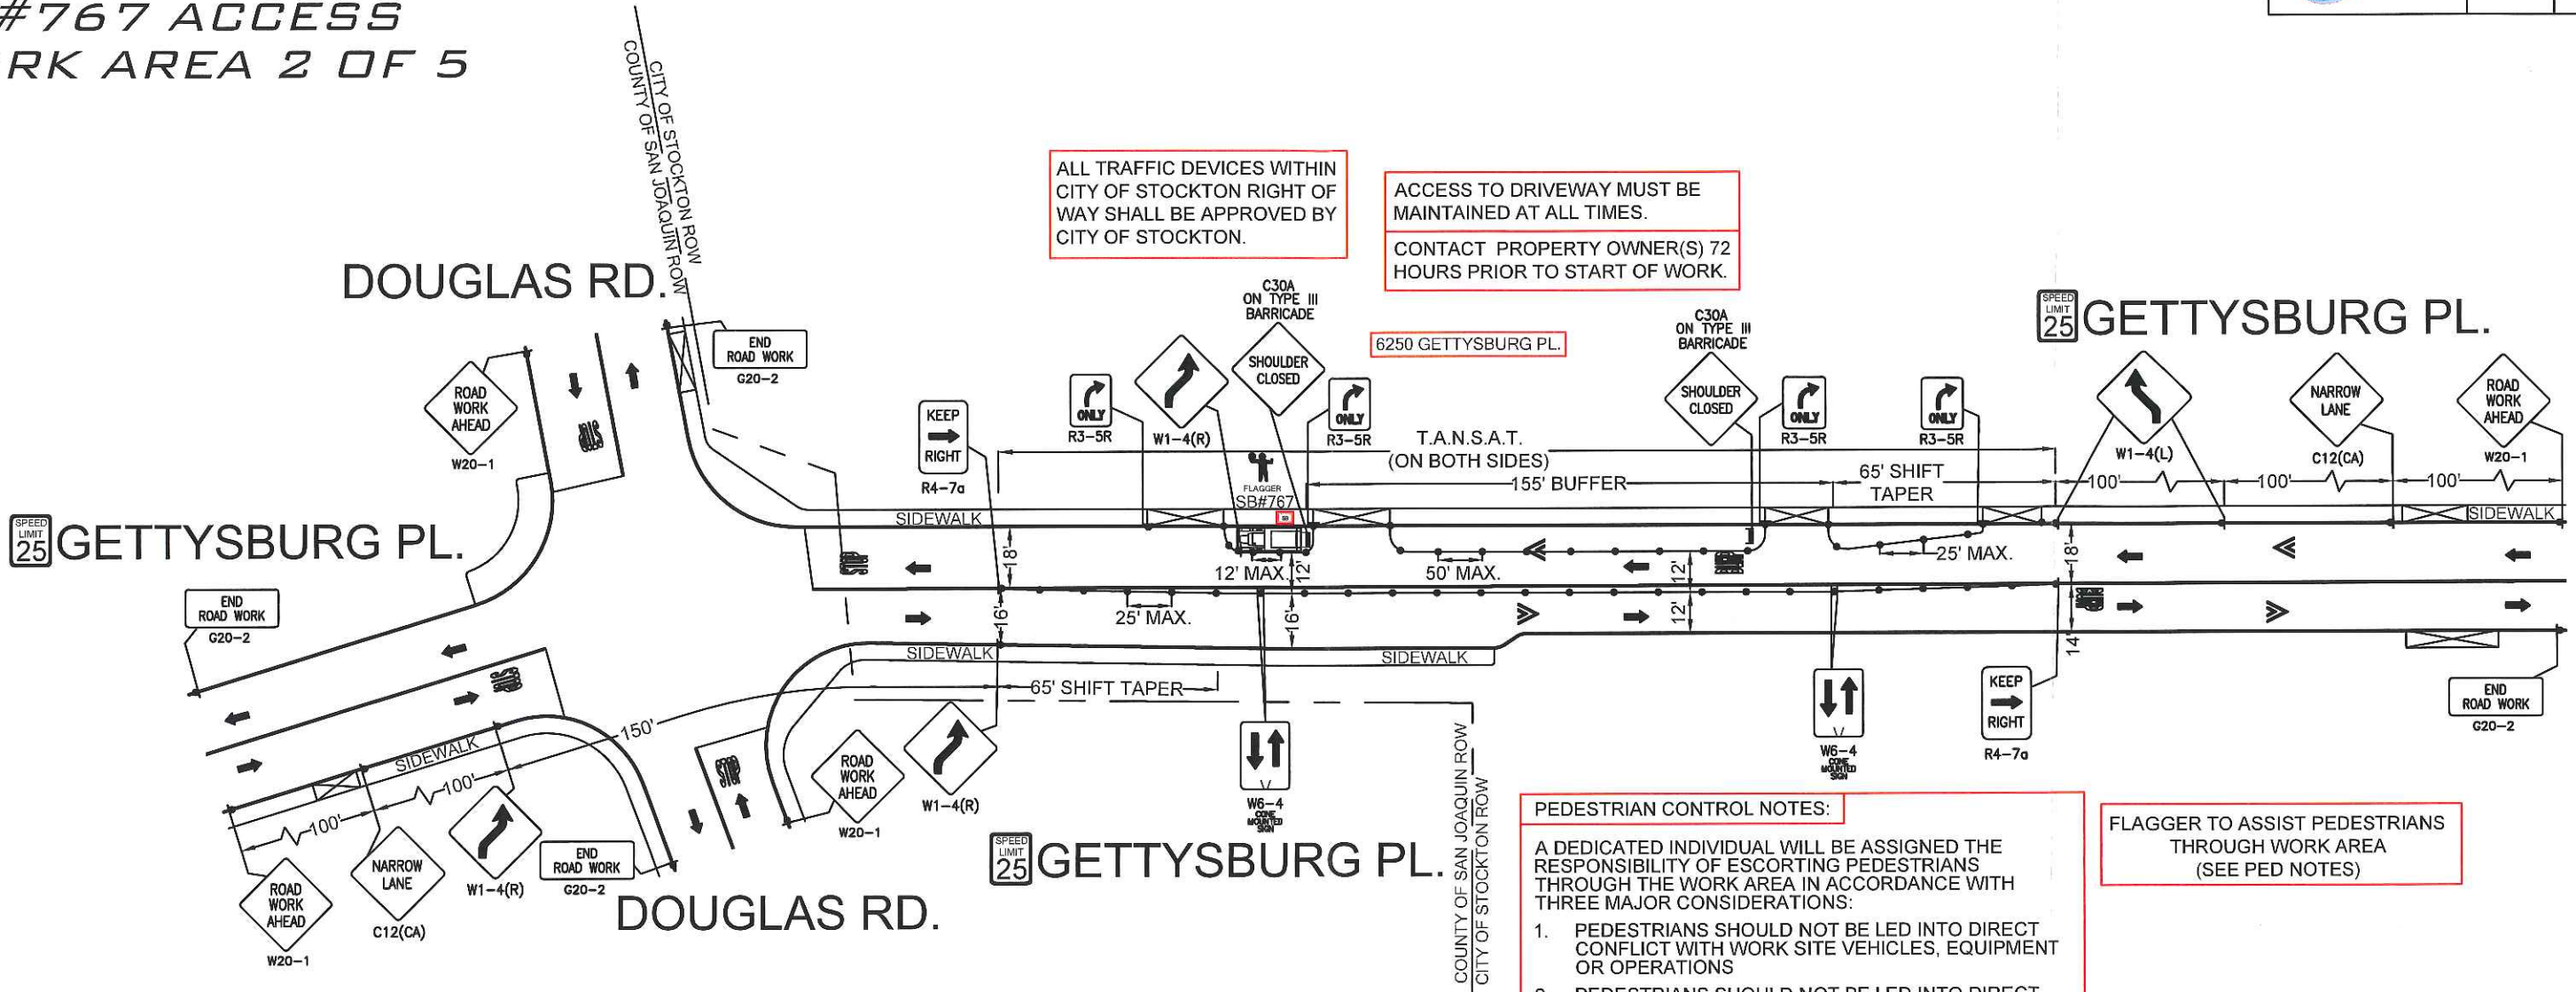 #767 ACCESS
RK AREA 2 OF 5
CITY OF STOCKTON ROW
COUNTY OF SAN JOAQUIN ROW
ALL TRAFFIC DEVICES WITHIN
CITY OF STOCKTON RIGHT OF
WAY SHALL BE APPROVED BY
CITY OF STOCKTON.
ACCESS TO DRIVEWAY MUST BE
MAINTAINED AT ALL TIMES.
CONTACT PROPERTY OWNER(S) 72
HOURS PRIOR TO START OF WORK.
DOUGLAS RD.
END
ROAD WORK
G20-2
ROAD
WORK
AHEAD
W20-1
KEEP
RIGHT
R4-7a
ONLY
R3-5R
W1-4(R)
C30A
ON TYPE III
BARRICADE
SHOULDER
CLOSED
ONLY
R3-5R
6250 GETTYSBURG PL.
C30A
ON TYPE III
BARRICADE
SHOULDER
CLOSED
ONLY
R3-5R
ONLY
R3-5R
SPEED
LIMIT
25
GETTYSBURG PL.
W1-4(L)
NARROW
LANE
C12(CA)
ROAD
WORK
AHEAD
W20-1
T.A.N.S.A.T.
(ON BOTH SIDES)
155' BUFFER
65' SHIFT
TAPER
100'
100'
100'
FLAGGER
SB#767
SB
SIDEWALK
SIDEWALK
STOP
SPEED
LIMIT
25
GETTYSBURG PL.
STOP
18'
12' MAX.
12'
50' MAX.
12'
25' MAX.
18'
END
ROAD WORK
G20-2
16'
25' MAX.
16'
12'
14'
SIDEWALK
SIDEWALK
STOP
65' SHIFT TAPER
150'
SIDEWALK
100'
100'
STOP
ROAD
WORK
AHEAD
W20-1
NARROW
LANE
C12(CA)
W1-4(R)
END
ROAD WORK
G20-2
DOUGLAS RD.
ROAD
WORK
AHEAD
W20-1
W1-4(R)
W6-4
CONE
MOUNTED
SIGN
SPEED
LIMIT
25
GETTYSBURG PL.
COUNTY OF SAN JOAQUIN ROW
CITY OF STOCKTON ROW
W6-4
CONE
MOUNTED
SIGN
KEEP
RIGHT
R4-7a
END
ROAD WORK
G20-2
PEDESTRIAN CONTROL NOTES:
A DEDICATED INDIVIDUAL WILL BE ASSIGNED THE
RESPONSIBILITY OF ESCORTING PEDESTRIANS
THROUGH THE WORK AREA IN ACCORDANCE WITH
THREE MAJOR CONSIDERATIONS:
1. PEDESTRIANS SHOULD NOT BE LED INTO DIRECT
CONFLICT WITH WORK SITE VEHICLES, EQUIPMENT
OR OPERATIONS
2. PEDESTRIANS SHOULD NOT BE LED INTO DIRECT
FLAGGER TO ASSIST PEDESTRIANS
THROUGH WORK AREA
(SEE PED NOTES)